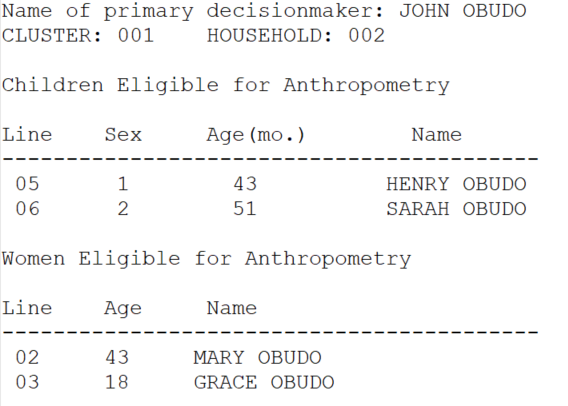 Name of primary decisionmaker: JOHN OBUDO
CLUSTER: 001    HOUSEHOLD: 002
Children Eligible for Anthropometry
Line    Sex     Age(mo.)        Name
------------------------------------------
05      1        43          HENRY OBUDO
06      2        51          SARAH OBUDO
Women Eligible for Anthropometry
Line    Age     Name
------------------------------------------
02     43     MARY OBUDO
03     18     GRACE OBUDO